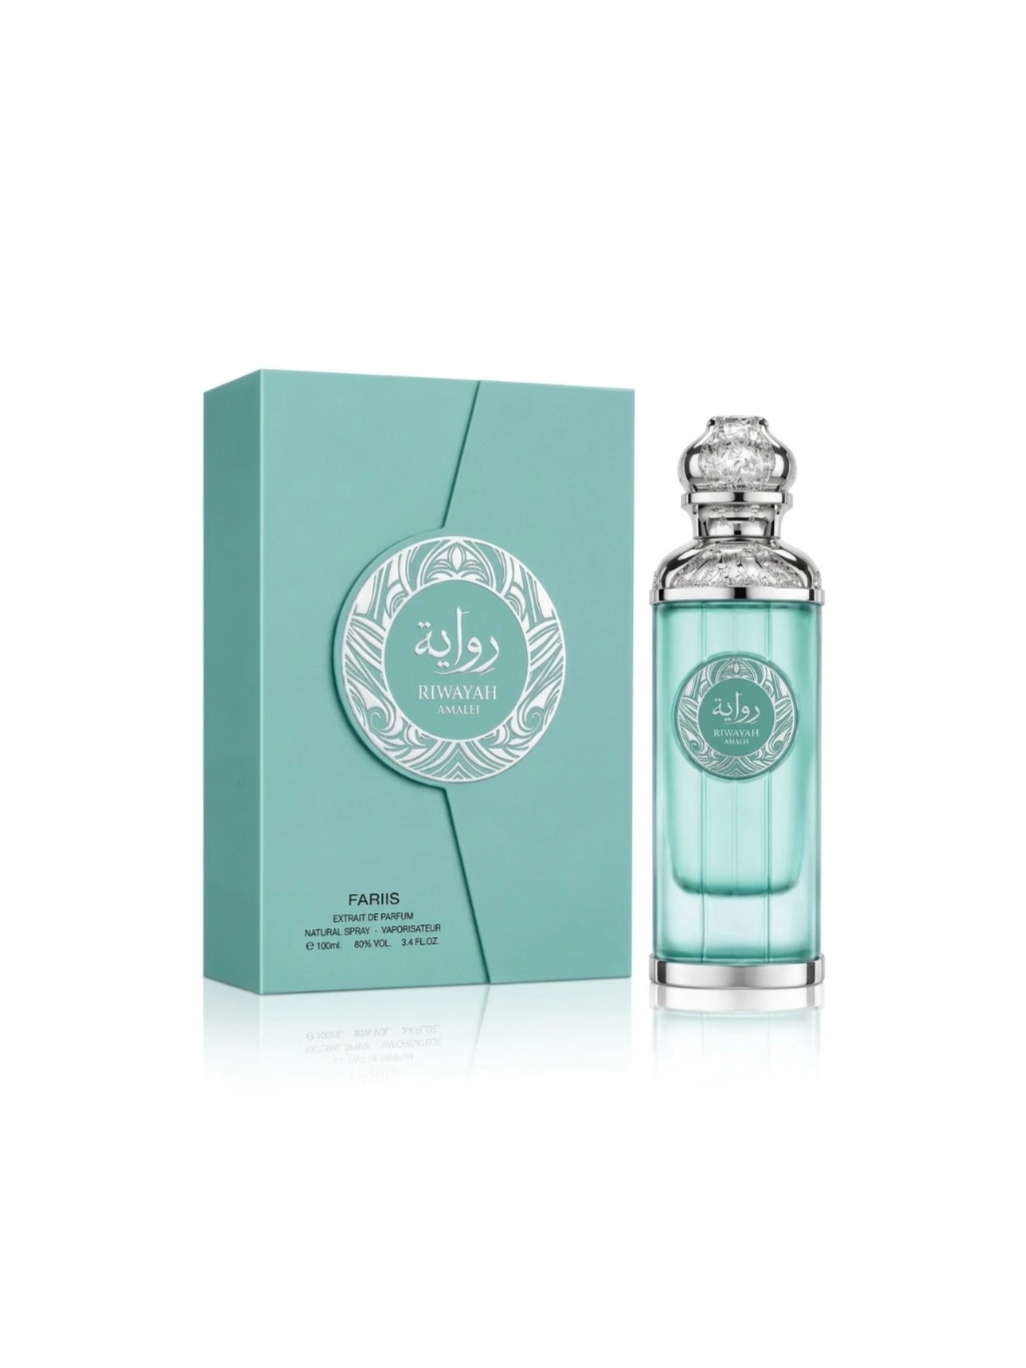 رواية
RIWAYAH
AMALEI
FARIIS
EXTRAIT DE PARFUM
NATURAL SPRAY - VAPORISATEUR
℮ 100ml. 80% VOL. 3.4 FL.OZ.
رواية
RIWAYAH
AMALEI